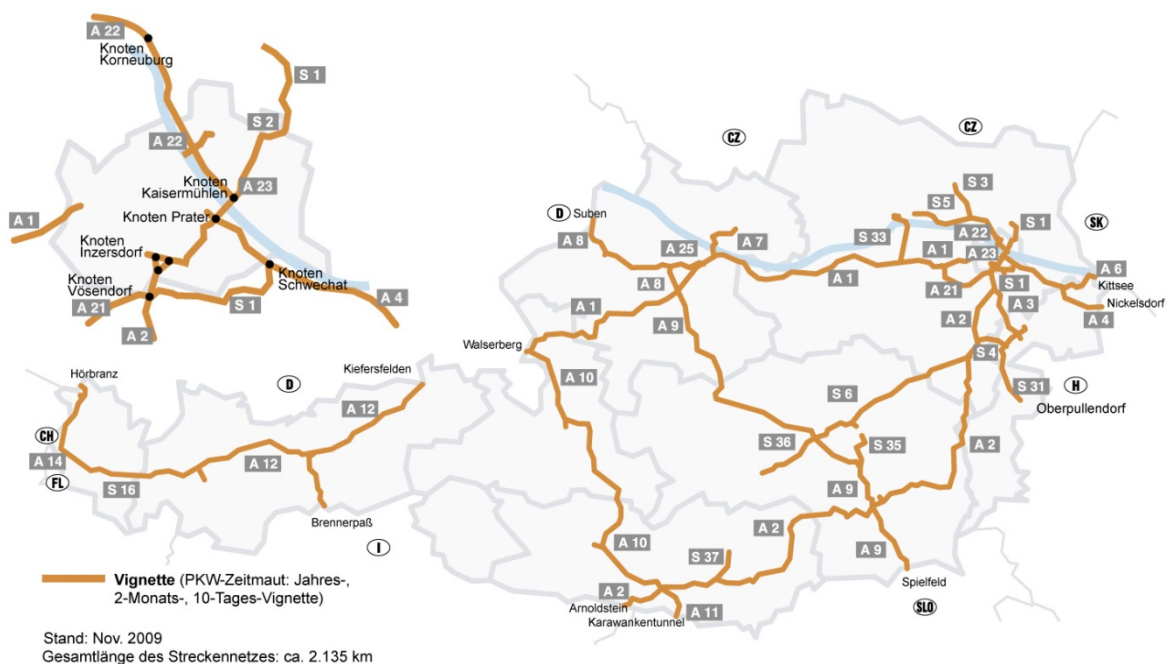 A 22
Knoten
Korneuburg
S 1
S 2
A 22
Knoten
Kaisermühlen
A 23
Knoten Prater
A 1
Knoten
Inzersdorf
Knoten
Vösendorf
Knoten
Schwechat
A 21
S 1
A 4
A 2
CZ
CZ
D
Suben
A 8
A 25
A 7
S 33
S 3
S5
S 1
A 22
SK
A 1
A 23
A 8
A 1
A 6
Kittsee
A 21
S 1
A 3
Nickelsdorf
A 4
A 1
A 9
A 2
Walserberg
S 4
A 10
S 31
H
Oberpullendorf
S 6
S 36
S 35
A 2
A 9
A 2
A 9
A 10
S 37
Spielfeld
A 2
Arnoldstein
A 11
Karawankentunnel
SLO
Hörbranz
D
Kiefersfelden
A 12
CH
A 14
A 12
FL
S 16
Brennerpaß
I
Vignette (PKW-Zeitmaut: Jahres-,
2-Monats-, 10-Tages-Vignette)
Stand: Nov. 2009
Gesamtlänge des Streckennetzes: ca. 2.135 km